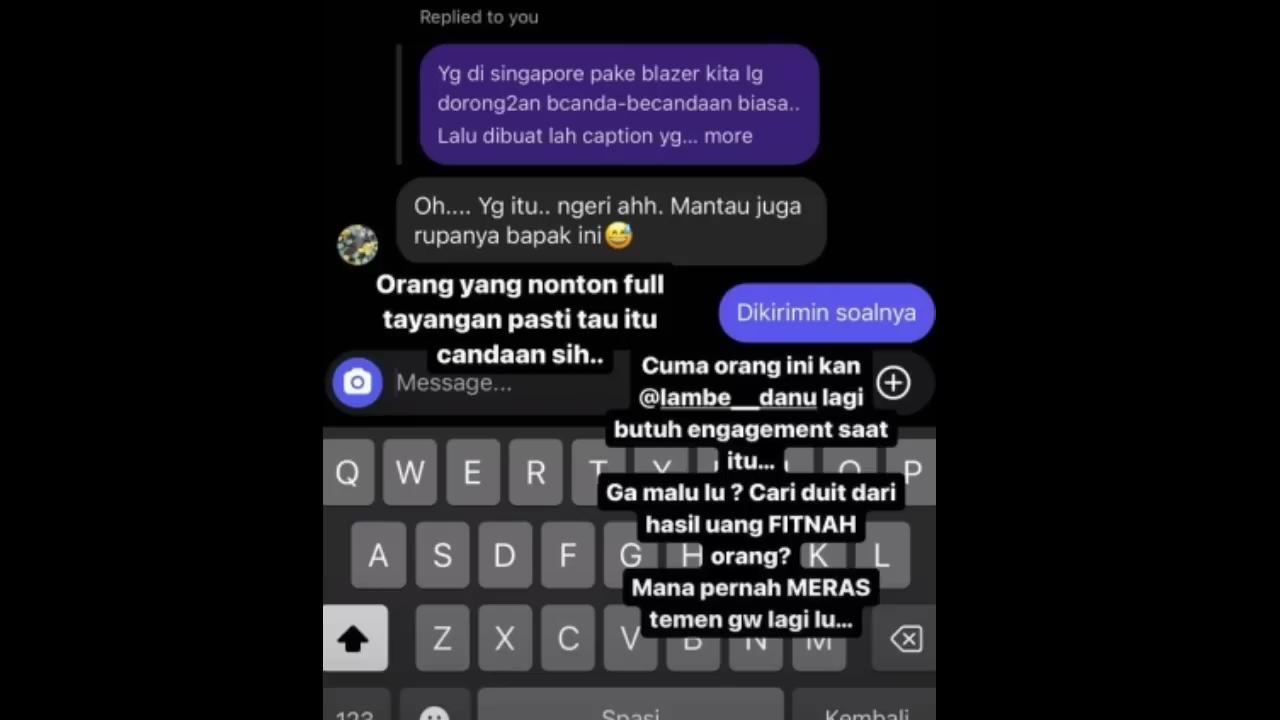 Replied to you
Yg di singapore pake blazer kita lg
dorong2an bcanda-becandaan biasa..
Lalu dibuat lah caption yg... more
Oh.... Yg itu.. ngeri ahh. Mantau juga
rupanya bapak ini😅
Orang yang nonton full
tayangan pasti tau itu
candaan sih..
Dikirimin soalnya
Message...
Cuma orang ini kan
@lambe__danu lagi
butuh engagement saat
itu...
Ga malu lu ? Cari duit dari
hasil uang FITNAH
orang?
Mana pernah MERAS
temen gw lagi lu...
Q W E R T Y O P
A S D F G H K L
Z X C V B N M
123 Spasi Kembali